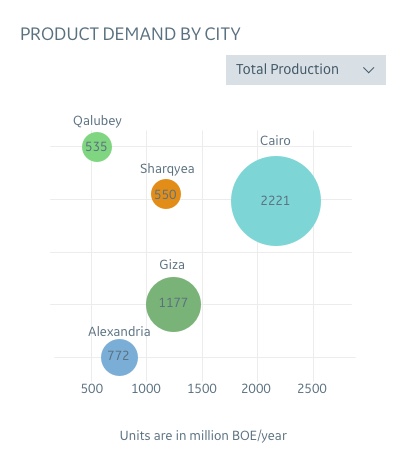 PRODUCT DEMAND BY CITY
Total Production
Qalubey
535
Cairo
2221
Sharqyea
550
Giza
1177
Alexandria
772
500 1000 1500 2000 2500
Units are in million BOE/year